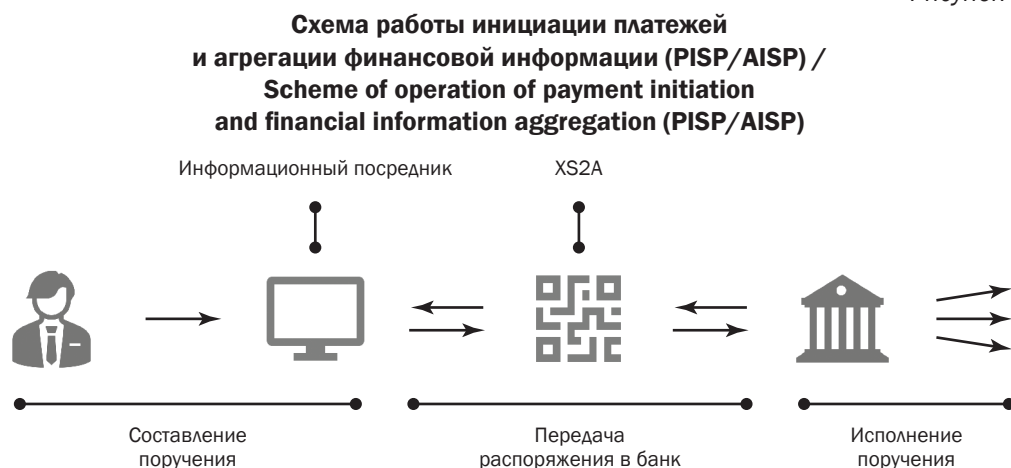 Схема работы инициации платежей
и агрегации финансовой информации (PISP/AISP) /
Scheme of operation of payment initiation
and financial information aggregation (PISP/AISP)
Информационный посредник
XS2A
Составление
поручения
Передача
распоряжения в банк
Исполнение
поручения